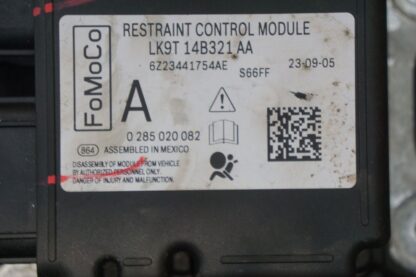 RESTRAINT CONTROL MODULE
LK9T 14B321 AA
6Z23441754AE S66FF 23-09-05
FoMoCo
A
0 285 020 082
864 ASSEMBLED IN MEXICO
DISASSEMBLY OF MODULE FROM VEHICLE
BY AUTHORIZED PERSONNEL ONLY.
DANGER OF INJURY AND MALFUNCTION.